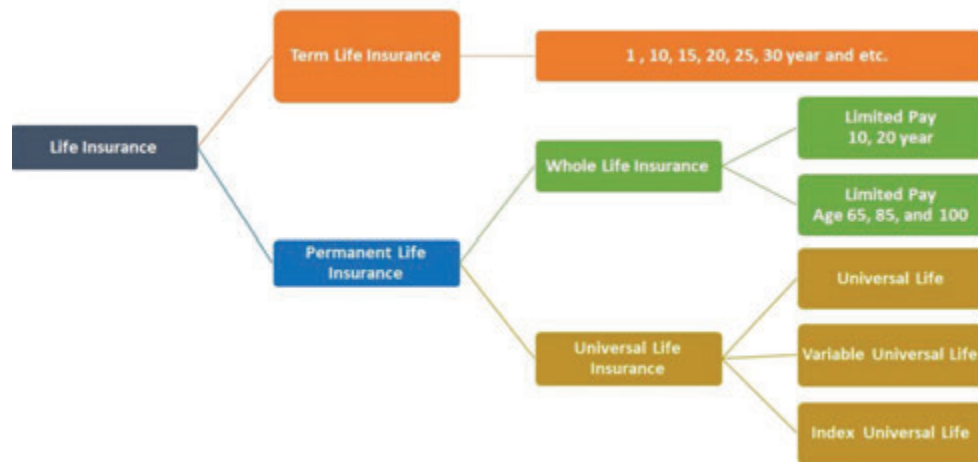 Life Insurance
Term Life Insurance
1 , 10, 15, 20, 25, 30 year and etc.
Permanent Life
Insurance
Whole Life Insurance
Limited Pay
10, 20 year
Limited Pay
Age 65, 85, and 100
Universal Life
Insurance
Universal Life
Variable Universal Life
Index Universal Life